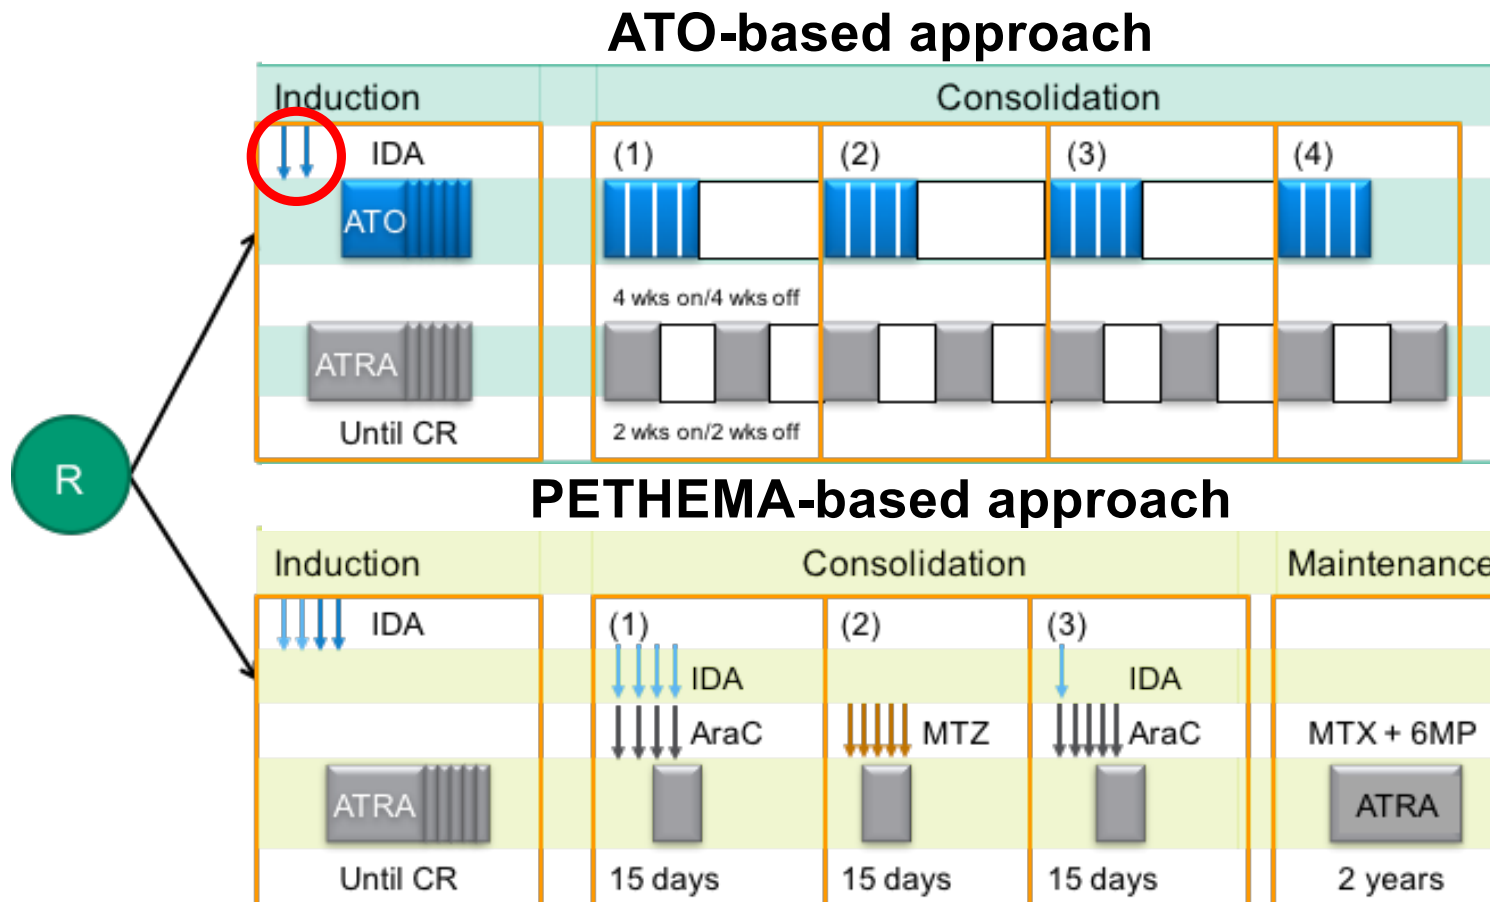 ATO-based approach
Induction Consolidation
IDA (1) (2) (3) (4)
ATO
4 wks on/4 wks off
ATRA
Until CR 2 wks on/2 wks off
R
PETHEMA-based approach
Induction Consolidation Maintenance
IDA (1) (2) (3)
IDA IDA
AraC MTZ AraC MTX + 6MP
ATRA ATRA
Until CR 15 days 15 days 15 days 2 years